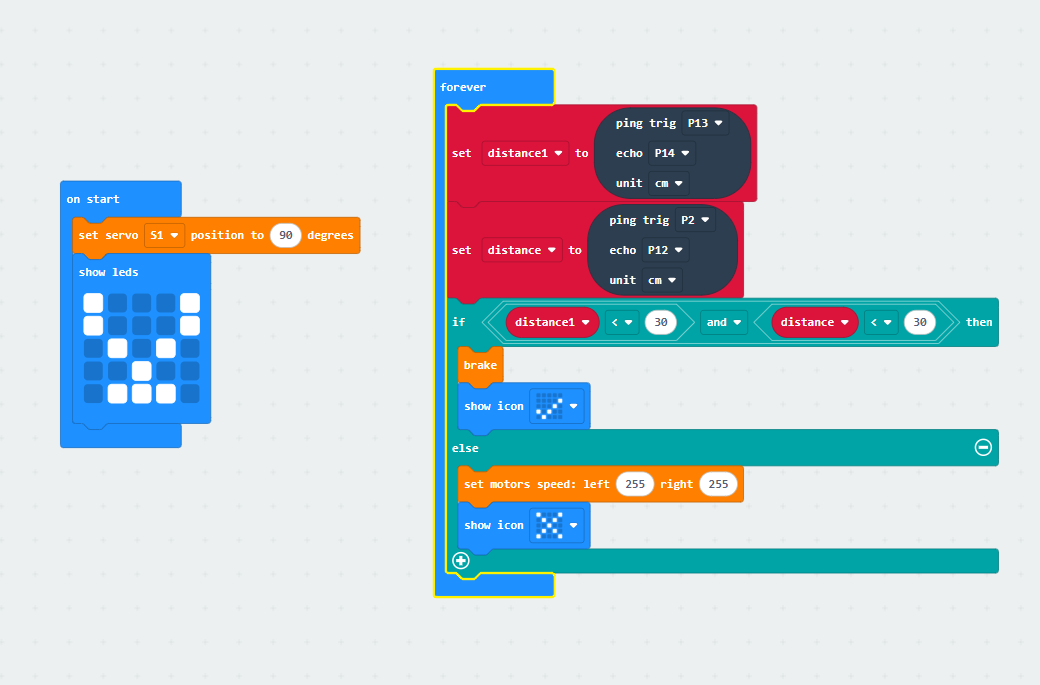 on start
set servo S1 position to 90 degrees
show leds
forever
set distance1 to ping trig P13
echo P14
unit cm
set distance to ping trig P2
echo P12
unit cm
if distance1 < 30 and distance < 30 then
brake
show icon
else
set motors speed: left 255 right 255
show icon